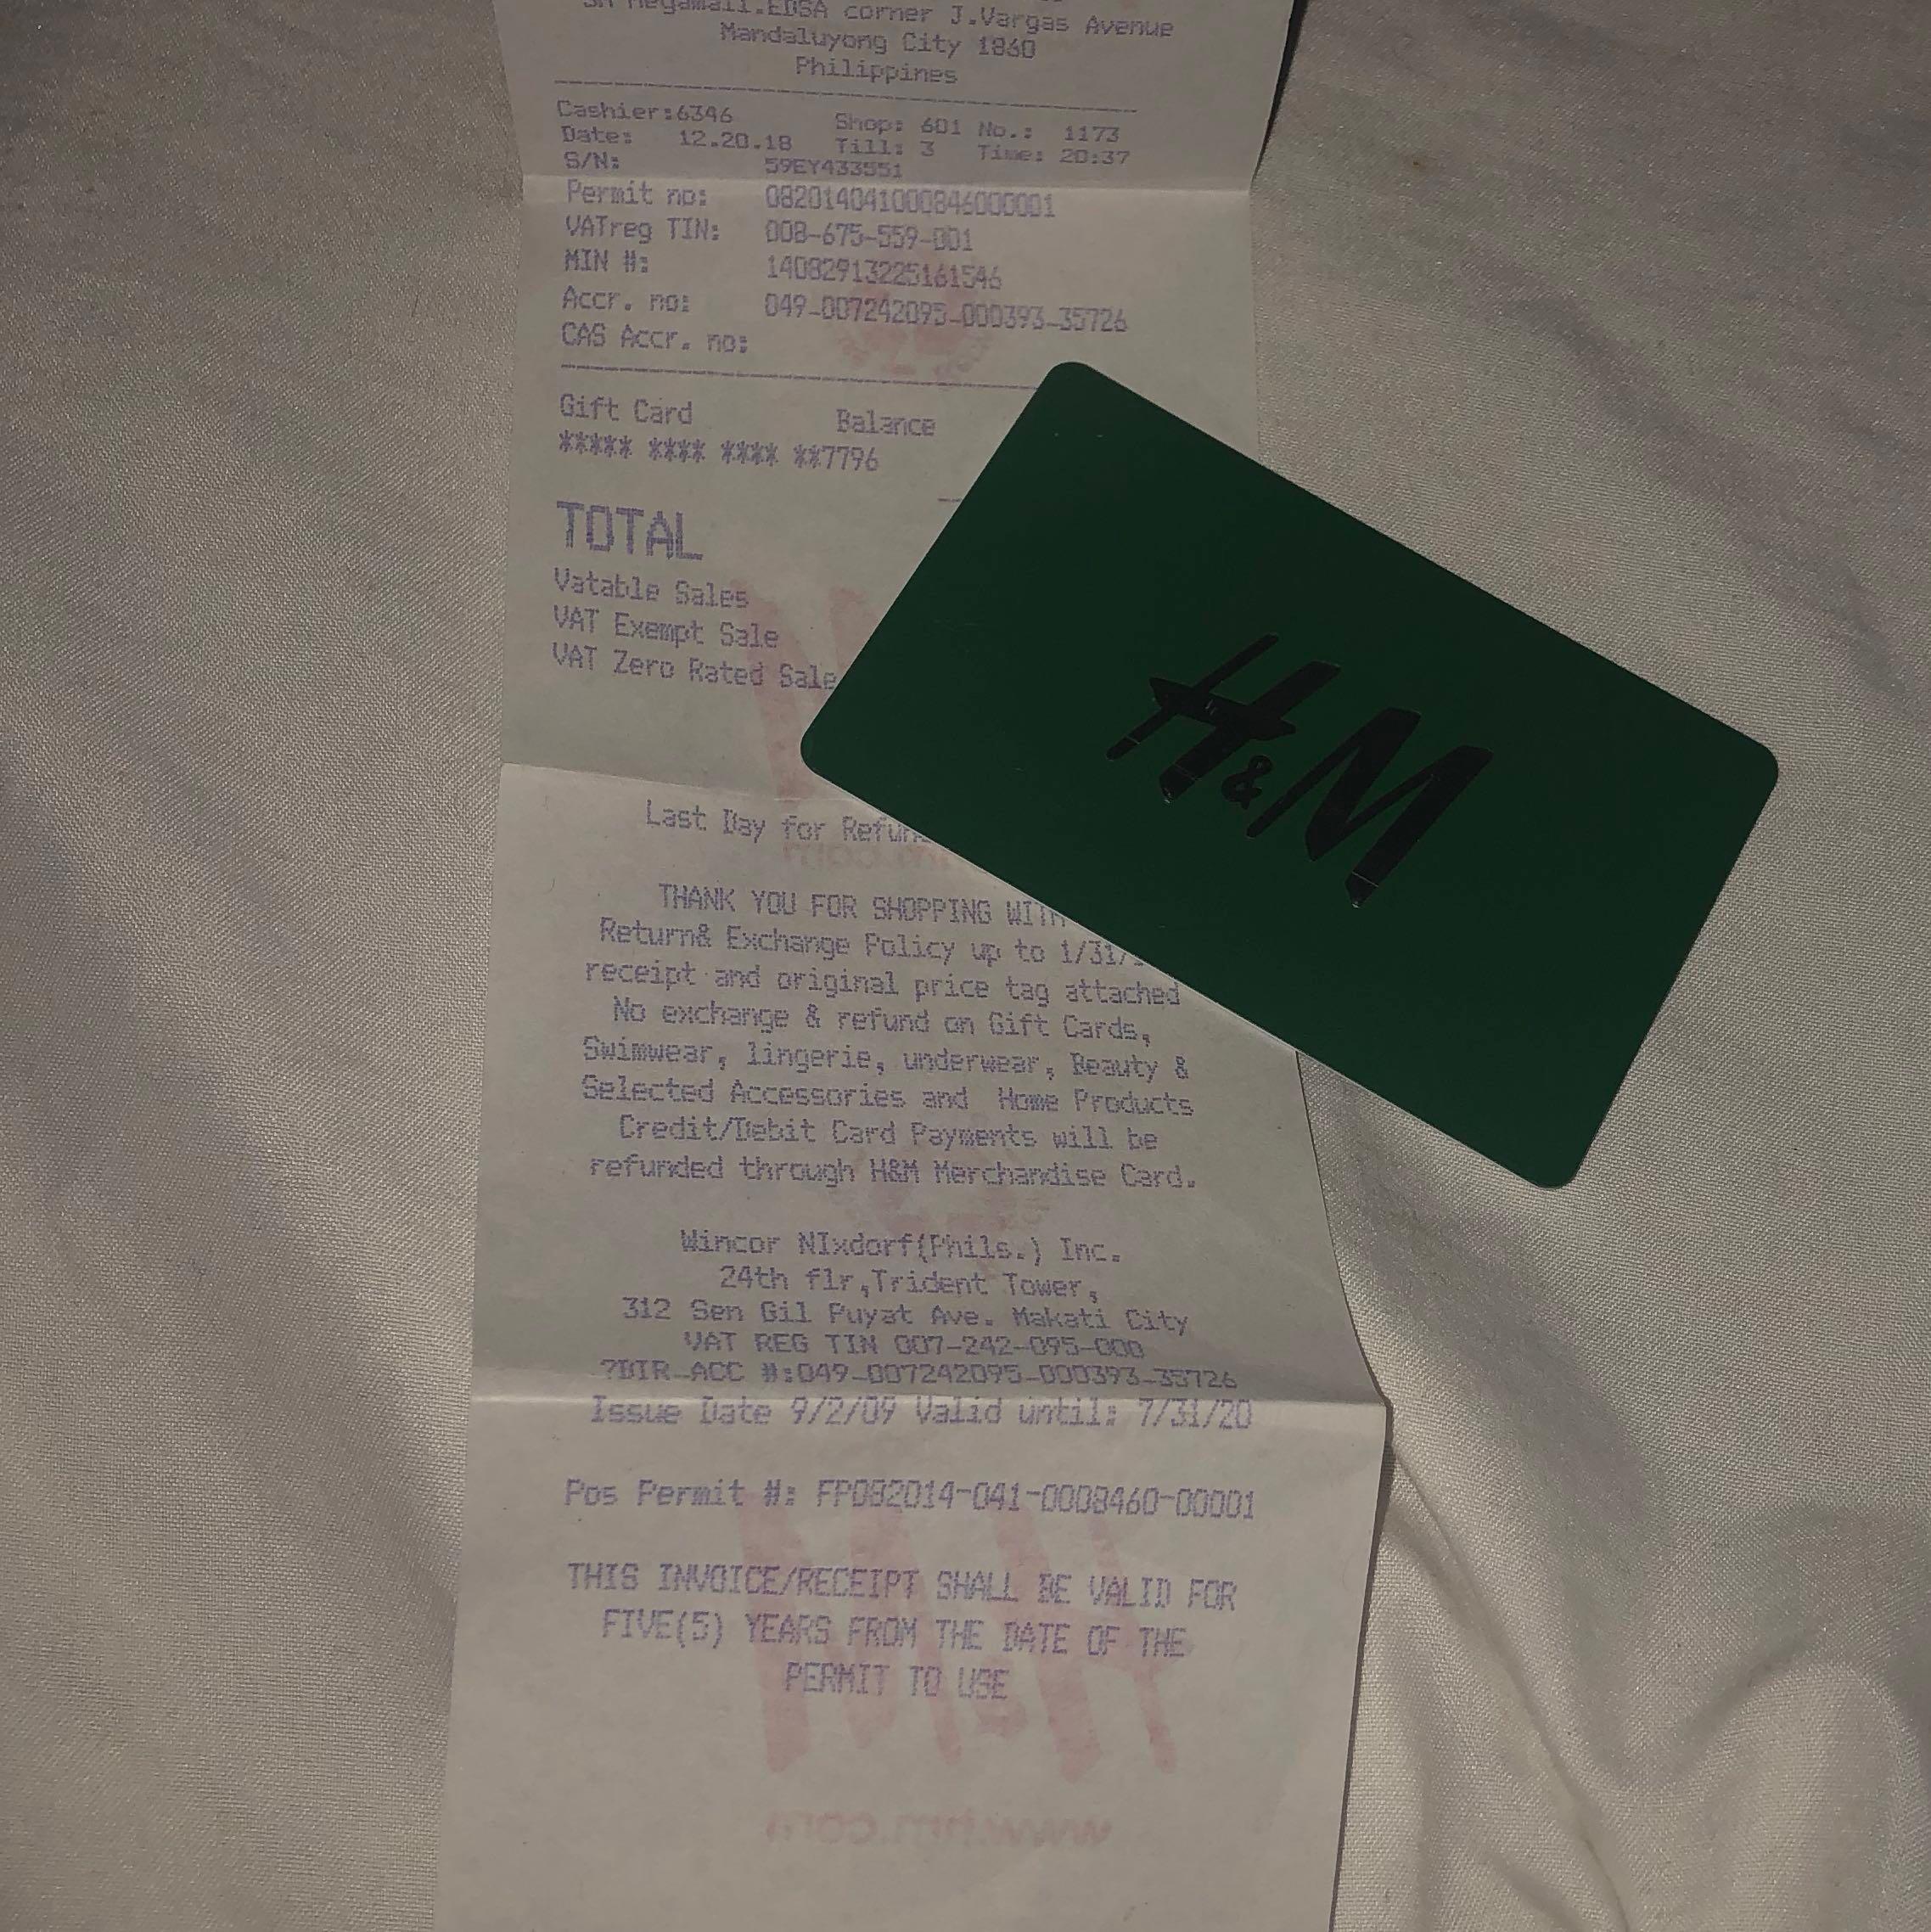 SM Megamall.EDSA corner J.Vargas Avenue
Mandaluyong City 1860
Philippines
Cashier:6346 Shop: 601 No.: 1173
Date: 12.20.18 Till: 3 Time: 20:37
S/N: 59EY433551
Permit no: 082014041000846000001
VATreg TIN: 008-675-559-001
MIN #: 14082913225161546
Accr. no: 049-007242095-000393-35726
CAS Accr. no:
Gift Card Balance
***** **** **** **7796
TOTAL
Vatable Sales
VAT Exempt Sale
VAT Zero Rated Sale
H&M
Last Day for
THANK YOU FOR SHOPPING WITH
Return& Exchange Policy up to 1/31/
receipt and original price tag attached
No exchange & refund on Gift Cards,
Swimwear, lingerie, underwear, Beauty &
Selected Accessories and Home Products
Credit/Debit Card Payments will be
refunded through H&M Merchandise Card.
Wincor NIxdorf(Phils.) Inc.
24th flr,Trident Tower,
312 Sen Gil Puyat Ave. Makati City
VAT REG TIN 007-242-095-000
?BIR-ACC #:049-007242095-000393-35726
Issue Date 9/2/09 Valid until: 7/31/20
Pos Permit #: FP082014-041-0008460-00001
THIS INVOICE/RECEIPT SHALL BE VALID FOR
FIVE(5) YEARS FROM THE DATE OF THE
PERMIT TO USE
H&M
www.hm.com